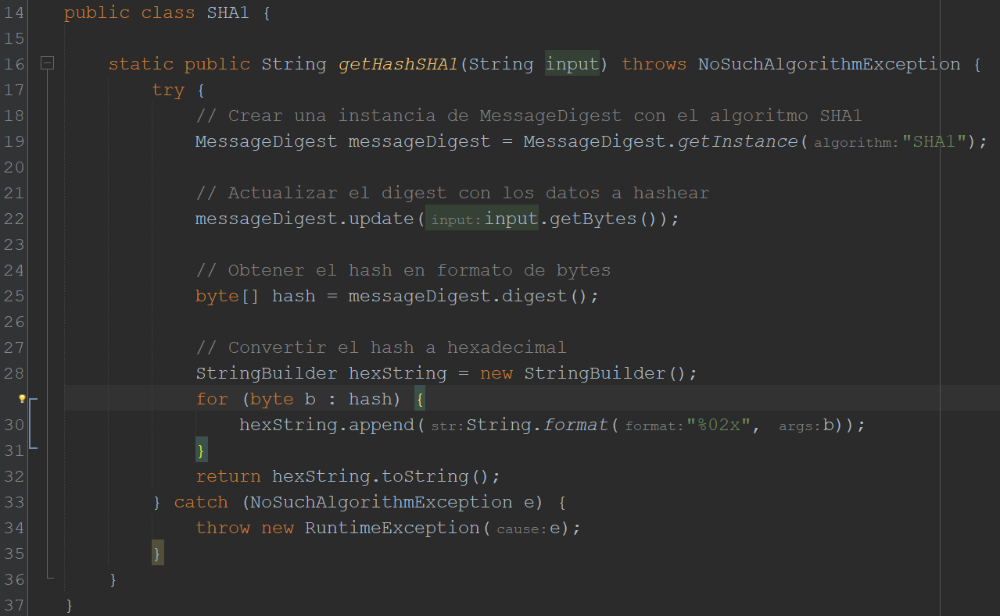 14 public class SHA1 {
15
16 static public String getHashSHA1(String input) throws NoSuchAlgorithmException {
17 try {
18 // Crear una instancia de MessageDigest con el algoritmo SHA1
19 MessageDigest messageDigest = MessageDigest.getInstance( algorithm: "SHA1");
20
21 // Actualizar el digest con los datos a hashear
22 messageDigest.update( input: input.getBytes());
23
24 // Obtener el hash en formato de bytes
25 byte[] hash = messageDigest.digest();
26
27 // Convertir el hash a hexadecimal
28 StringBuilder hexString = new StringBuilder();
for (byte b : hash) {
30 hexString.append( str: String.format( format: "%02x", args: b));
31 }
32 return hexString.toString();
33 } catch (NoSuchAlgorithmException e) {
34 throw new RuntimeException( cause: e);
35 }
36 }
37 }